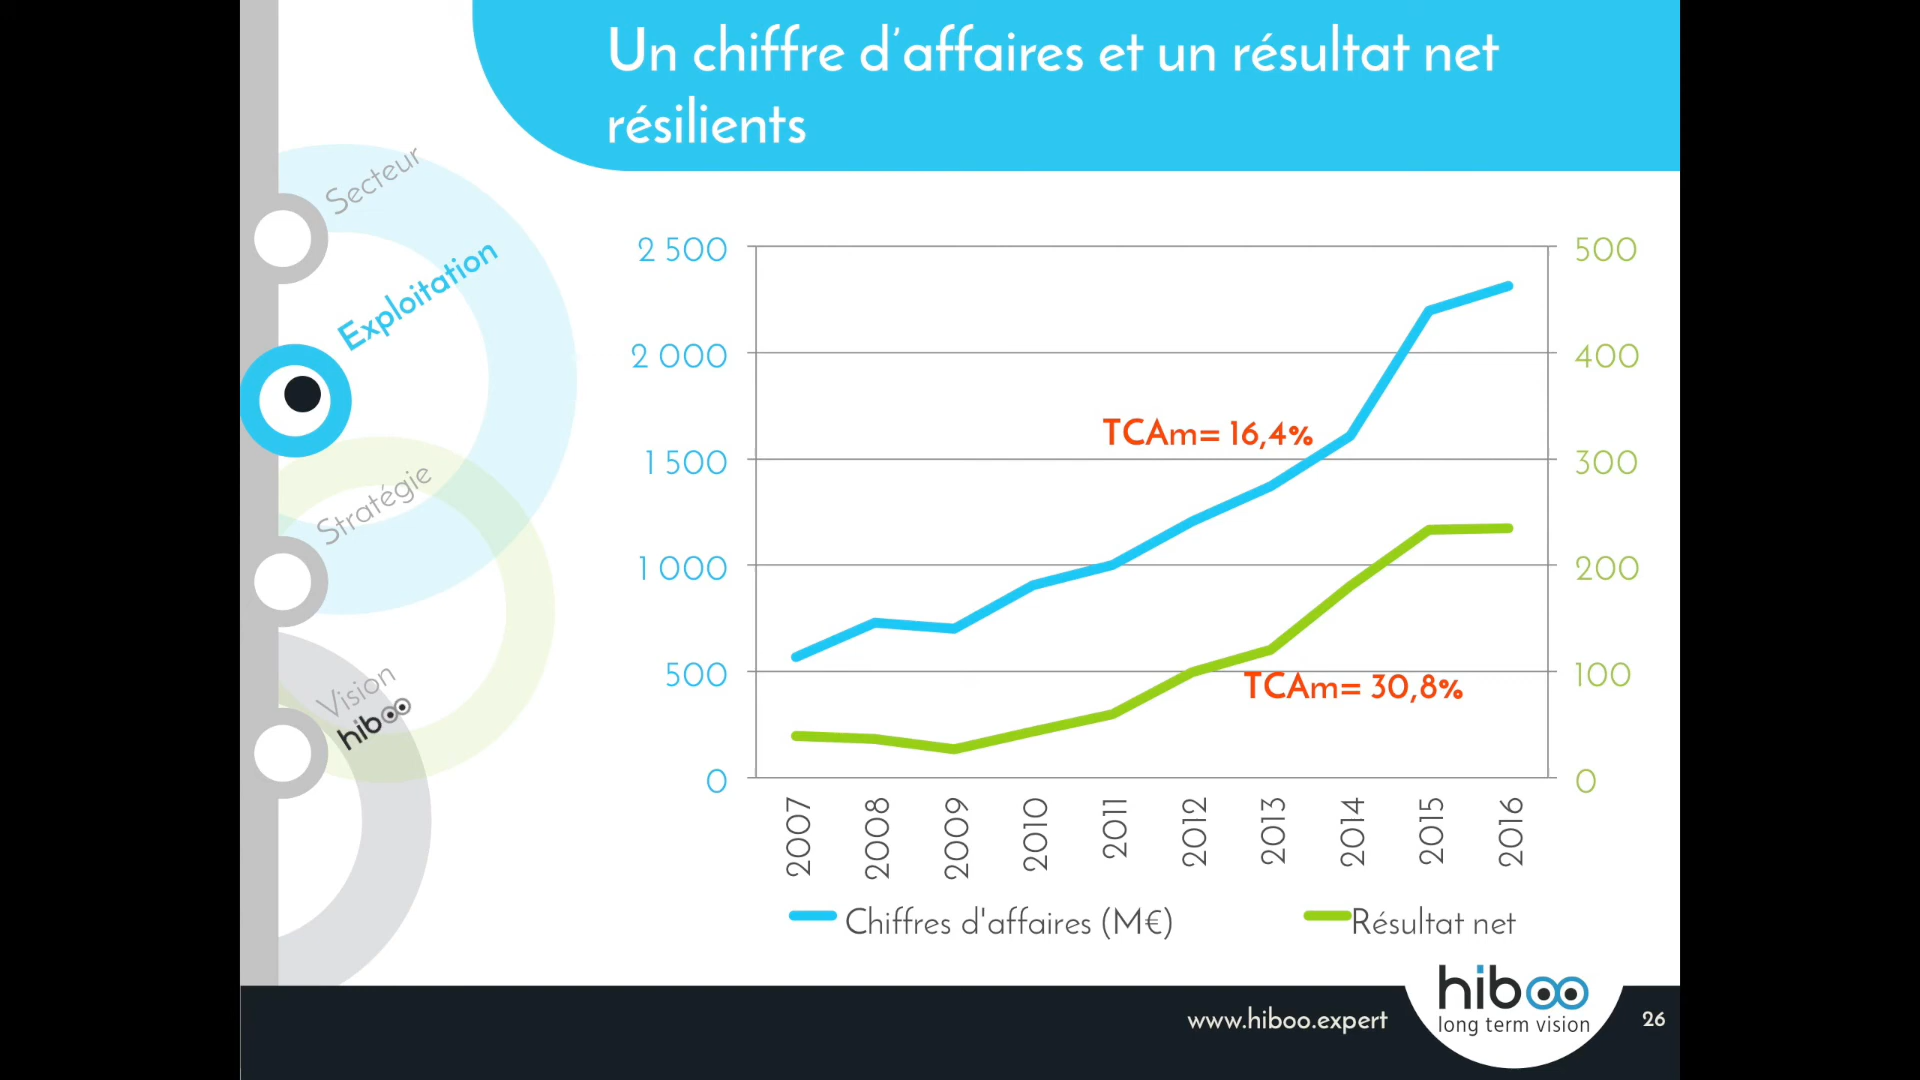 Un chiffre d'affaires et un résultat net
résilients
Secteur
Exploitation
Stratégie
Vision
hiboo
2 500
2 000
1 500
1 000
500
0
500
400
300
200
100
0
TCAm= 16,4%
TCAm= 30,8%
2007
2008
2009
2010
2011
2012
2013
2014
2015
2016
Chiffres d'affaires (M€)
Résultat net
www.hiboo.expert
hiboo
long term vision
26